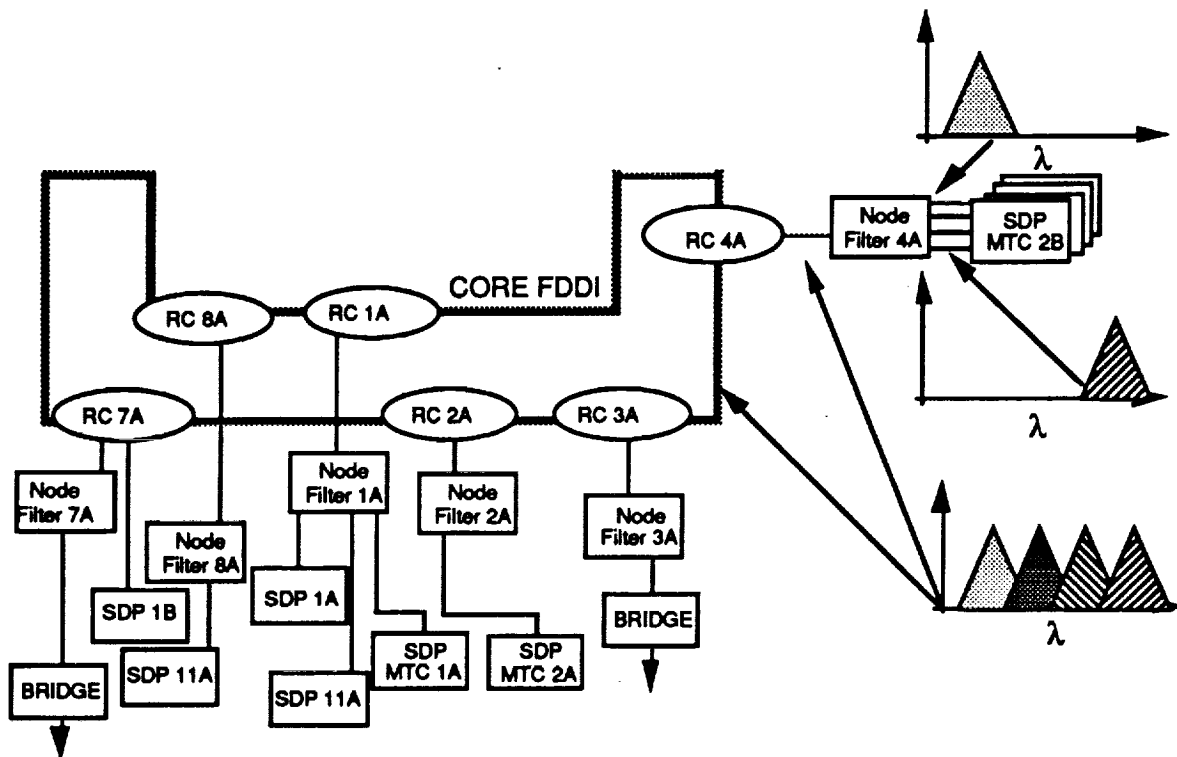 λ
Node
Filter 4A
SDP
MTC 2B
RC 4A
CORE FDDI
RC 8A
RC 1A
λ
RC 7A
RC 2A
RC 3A
Node
Filter 7A
Node
Filter 1A
Node
Filter 2A
Node
Filter 3A
Node
Filter 8A
SDP 1B
SDP 1A
BRIDGE
λ
SDP 11A
SDP
MTC 1A
SDP
MTC 2A
BRIDGE
SDP 11A